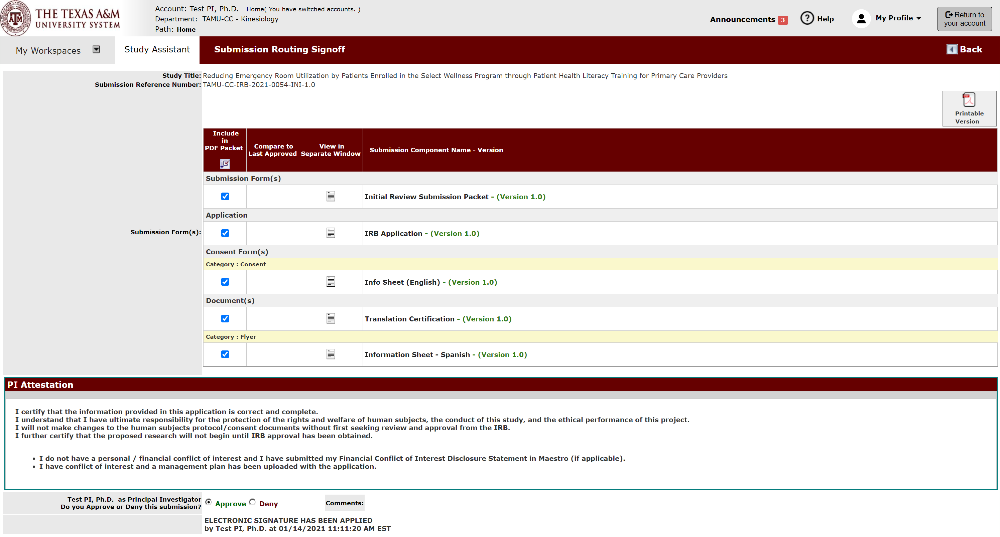 THE TEXAS A&M
UNIVERSITY SYSTEM
Account: Test PI, Ph.D. Home( You have switched accounts. )
Department: TAMU-CC - Kinesiology
Path: Home
Announcements 3
Help
My Profile
Return to
your account
My Workspaces
Study Assistant
Submission Routing Signoff
Back
Study Title: Reducing Emergency Room Utilization by Patients Enrolled in the Select Wellness Program through Patient Health Literacy Training for Primary Care Providers
Submission Reference Number: TAMU-CC-IRB-2021-0054-INI-1.0
Printable
Version
Submission Form(s):
Include
in
PDF Packet
Compare to
Last Approved
View in
Separate Window
Submission Component Name - Version
Submission Form(s)
Initial Review Submission Packet - (Version 1.0)
Application
IRB Application - (Version 1.0)
Consent Form(s)
Category : Consent
Info Sheet (English) - (Version 1.0)
Document(s)
Translation Certification - (Version 1.0)
Category : Flyer
Information Sheet - Spanish - (Version 1.0)
PI Attestation
I certify that the information provided in this application is correct and complete.
I understand that I have ultimate responsibility for the protection of the rights and welfare of human subjects, the conduct of this study, and the ethical performance of this project.
I will not make changes to the human subjects protocol/consent documents without first seeking review and approval from the IRB.
I further certify that the proposed research will not begin until IRB approval has been obtained.
• I do not have a personal / financial conflict of interest and I have submitted my Financial Conflict of Interest Disclosure Statement in Maestro (if applicable).
• I have conflict of interest and a management plan has been uploaded with the application.
Test PI, Ph.D. as Principal Investigator
Do you Approve or Deny this submission?
Approve Deny
Comments:
ELECTRONIC SIGNATURE HAS BEEN APPLIED
by Test PI, Ph.D. at 01/14/2021 11:11:20 AM EST